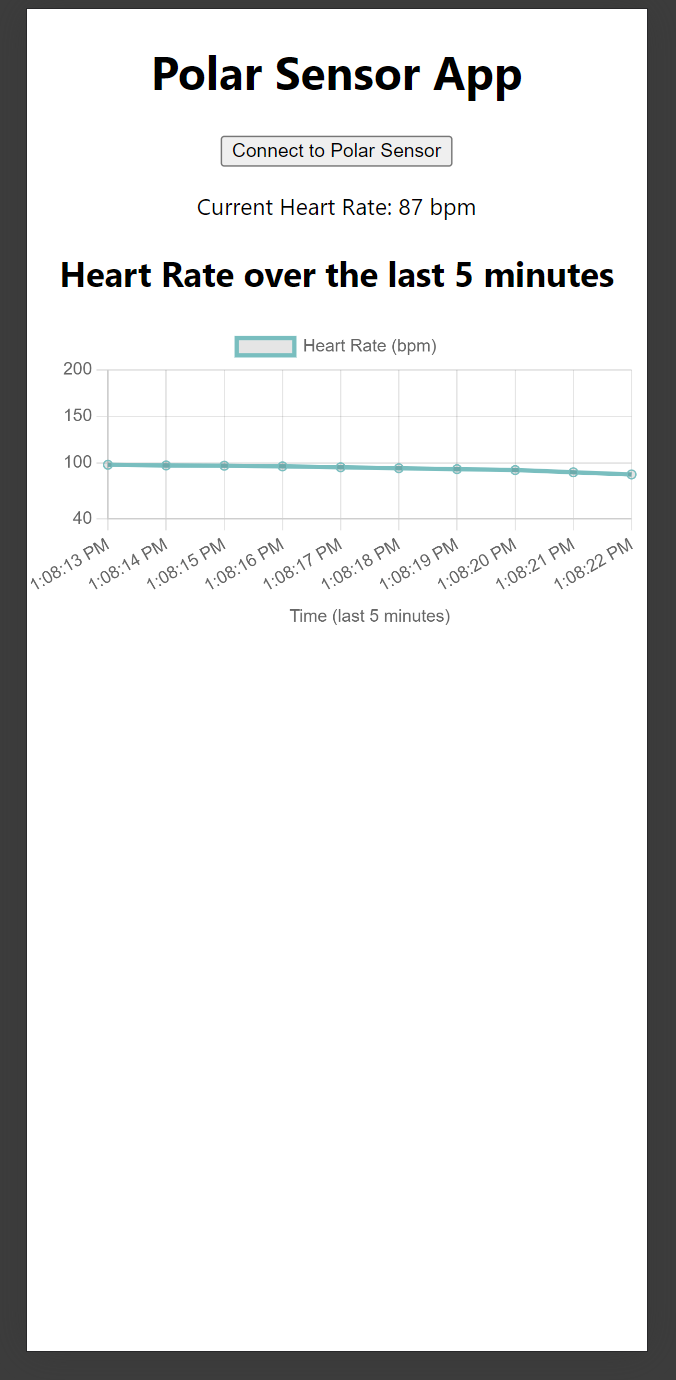 Polar Sensor App
Connect to Polar Sensor
Current Heart Rate: 87 bpm
Heart Rate over the last 5 minutes
Heart Rate (bpm)
200
150
100
40
1:08:13 PM
1:08:14 PM
1:08:15 PM
1:08:16 PM
1:08:17 PM
1:08:18 PM
1:08:19 PM
1:08:20 PM
1:08:21 PM
1:08:22 PM
Time (last 5 minutes)